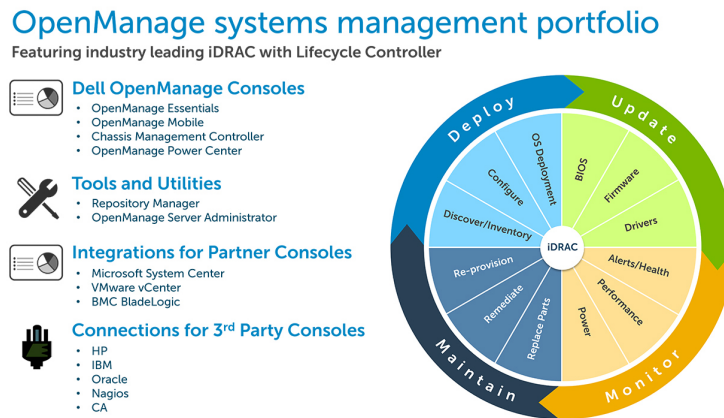 OpenManage systems management portfolio
Featuring industry leading iDRAC with Lifecycle Controller
Dell OpenManage Consoles
• OpenManage Essentials
• OpenManage Mobile
• Chassis Management Controller
• OpenManage Power Center
Tools and Utilities
• Repository Manager
• OpenManage Server Administrator
Integrations for Partner Consoles
• Microsoft System Center
• VMware vCenter
• BMC BladeLogic
Connections for 3rd Party Consoles
• HP
• IBM
• Oracle
• Nagios
• CA
Deploy
Update
Monitor
Maintain
Discover/Inventory
Configure
OS Deployment
BIOS
Firmware
Drivers
Alerts/Health
Performance
Power
Replace Parts
Remediate
Re-provision
iDRAC